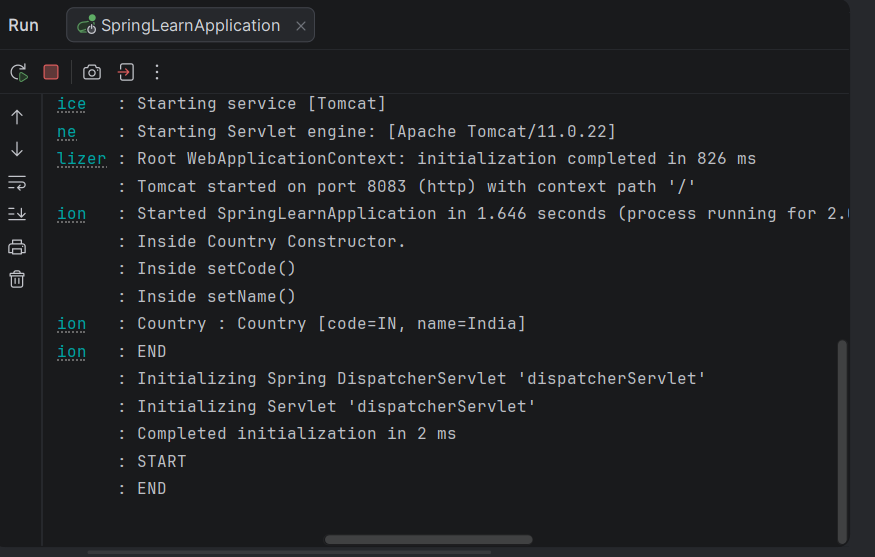 Run SpringLearnApplication
ice : Starting service [Tomcat]
ne : Starting Servlet engine: [Apache Tomcat/11.0.22]
lizer : Root WebApplicationContext: initialization completed in 826 ms
: Tomcat started on port 8083 (http) with context path '/'
ion : Started SpringLearnApplication in 1.646 seconds (process running for 2.
: Inside Country Constructor.
: Inside setCode()
: Inside setName()
ion : Country : Country [code=IN, name=India]
ion : END
: Initializing Spring DispatcherServlet 'dispatcherServlet'
: Initializing Servlet 'dispatcherServlet'
: Completed initialization in 2 ms
: START
: END